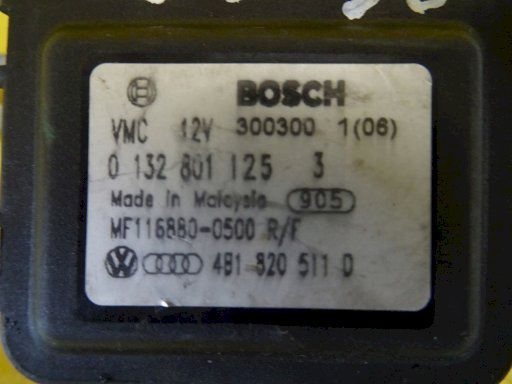 BOSCH
VMC 12V 300300 1(06)
0 132 801 125 3
Made in Malaysia 905
MF116880-0500 R/F
4B1 820 511 D